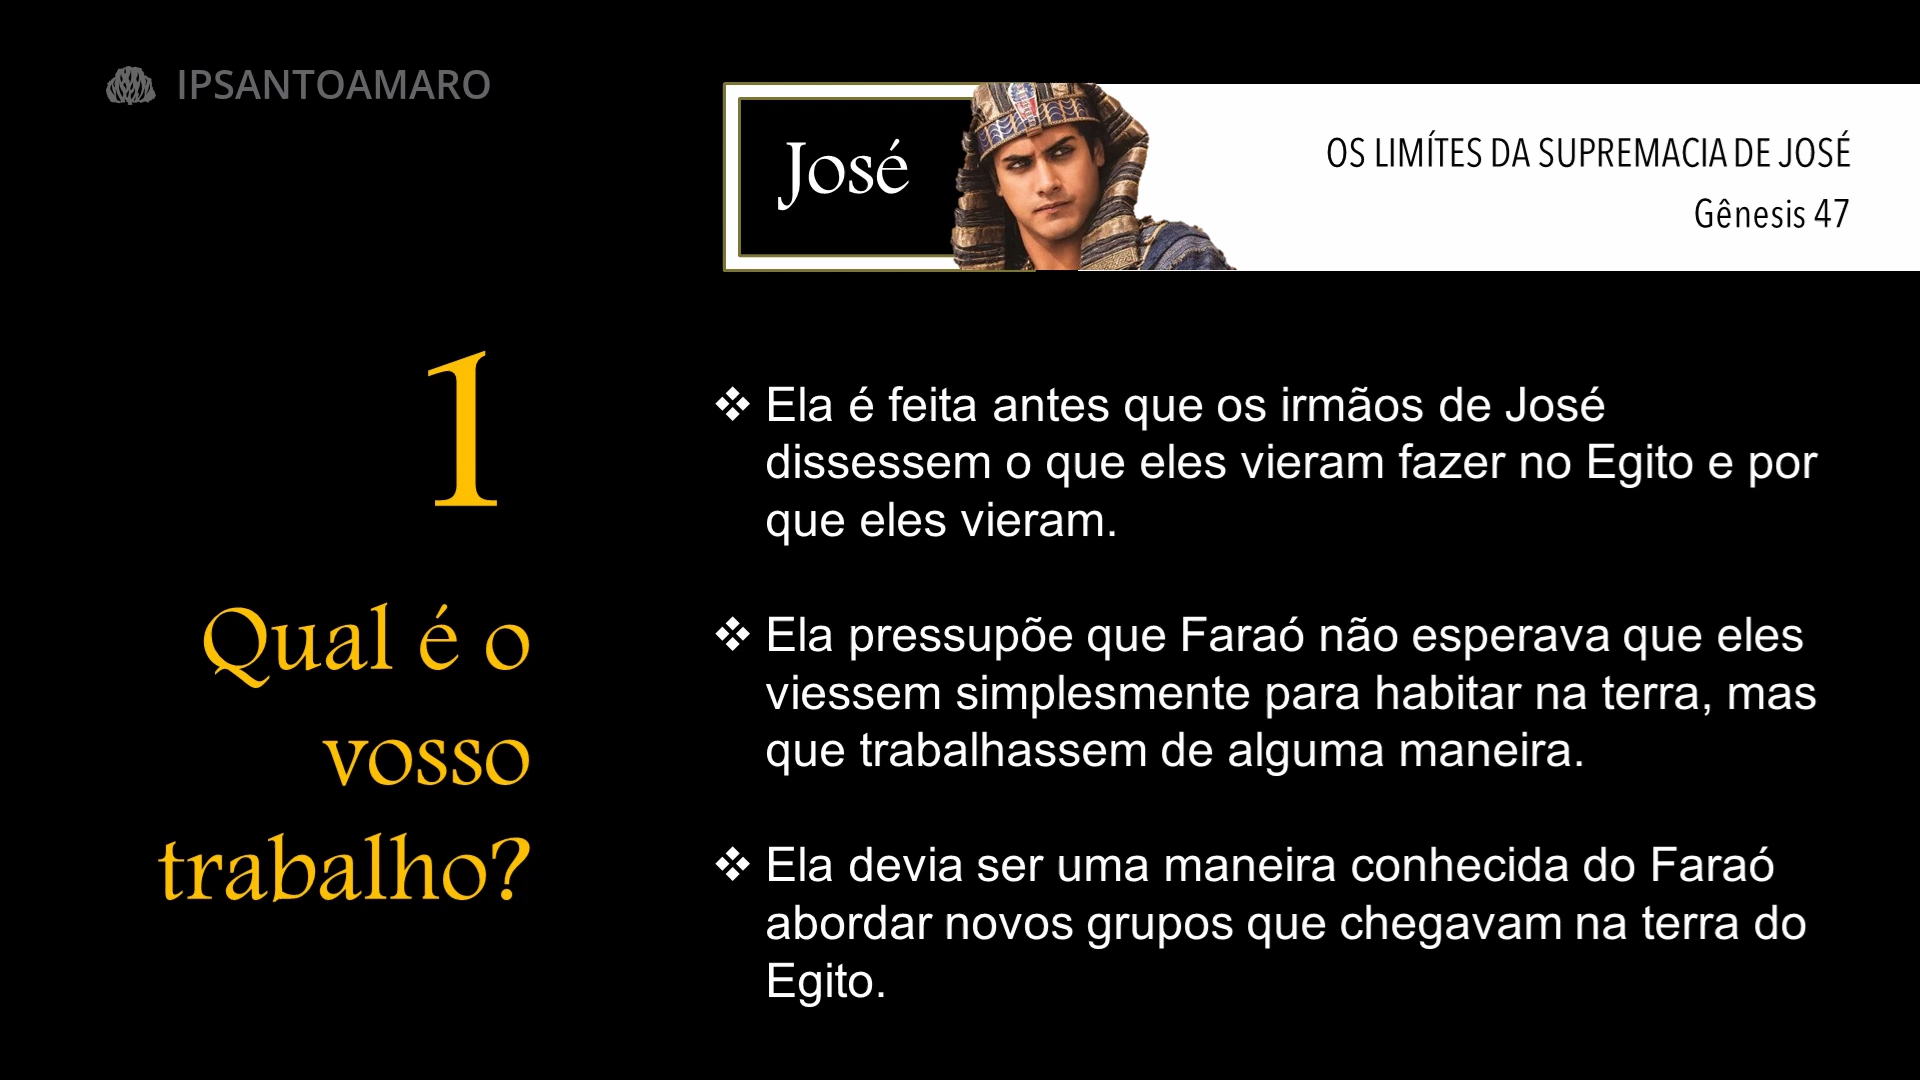 IPSANTOAMARO
José
OS LIMÍTES DA SUPREMACIA DE JOSÉ
Gênesis 47
1
Qual é o
vosso
trabalho?
❖ Ela é feita antes que os irmãos de José
dissessem o que eles vieram fazer no Egito e por
que eles vieram.
❖ Ela pressupõe que Faraó não esperava que eles
viessem simplesmente para habitar na terra, mas
que trabalhassem de alguma maneira.
❖ Ela devia ser uma maneira conhecida do Faraó
abordar novos grupos que chegavam na terra do
Egito.